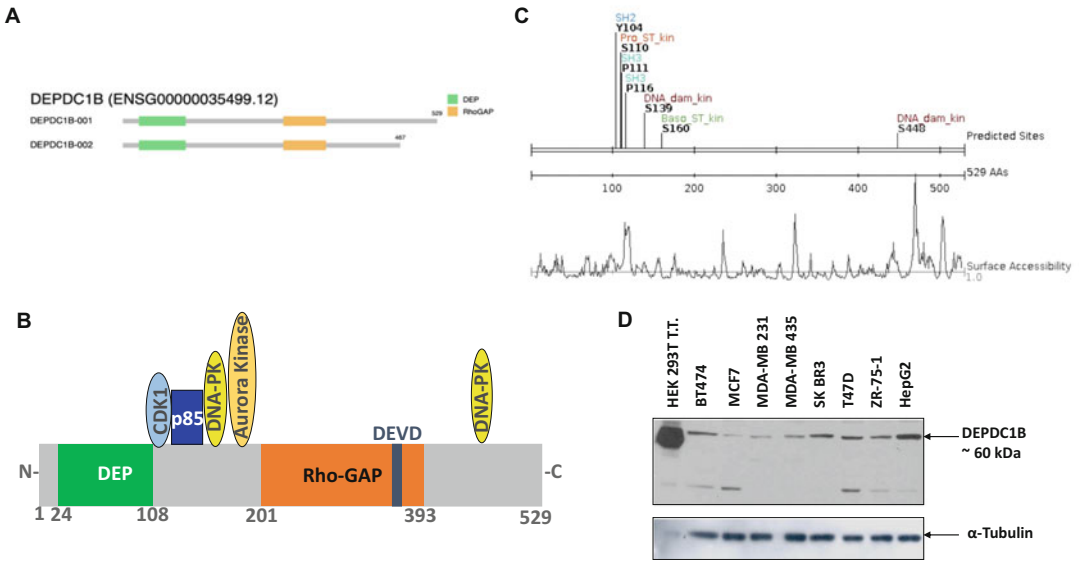 A
DEPDC1B (ENSG00000035499.12)
DEP
RhoGAP
DEPDC1B-001
529
DEPDC1B-002
467
B
CDK1
p85
DNA-PK
Aurora Kinase
DNA-PK
DEVD
N-
DEP
Rho-GAP
-C
1 24 108 201 393 529
C
SH2
Y104
Pro_ST_kin
S110
SH3
P111
SH3
P116
DNA_dam_kin
S139
Baso_ST_kin
S160
DNA_dam_kin
S448
Predicted Sites
529 AAs
100 200 300 400 500
Surface Accessibility
1.0
D
HEK 293T T.T.
BT474
MCF7
MDA-MB 231
MDA-MB 435
SK BR3
T47D
ZR-75-1
HepG2
DEPDC1B
~ 60 kDa
α-Tubulin